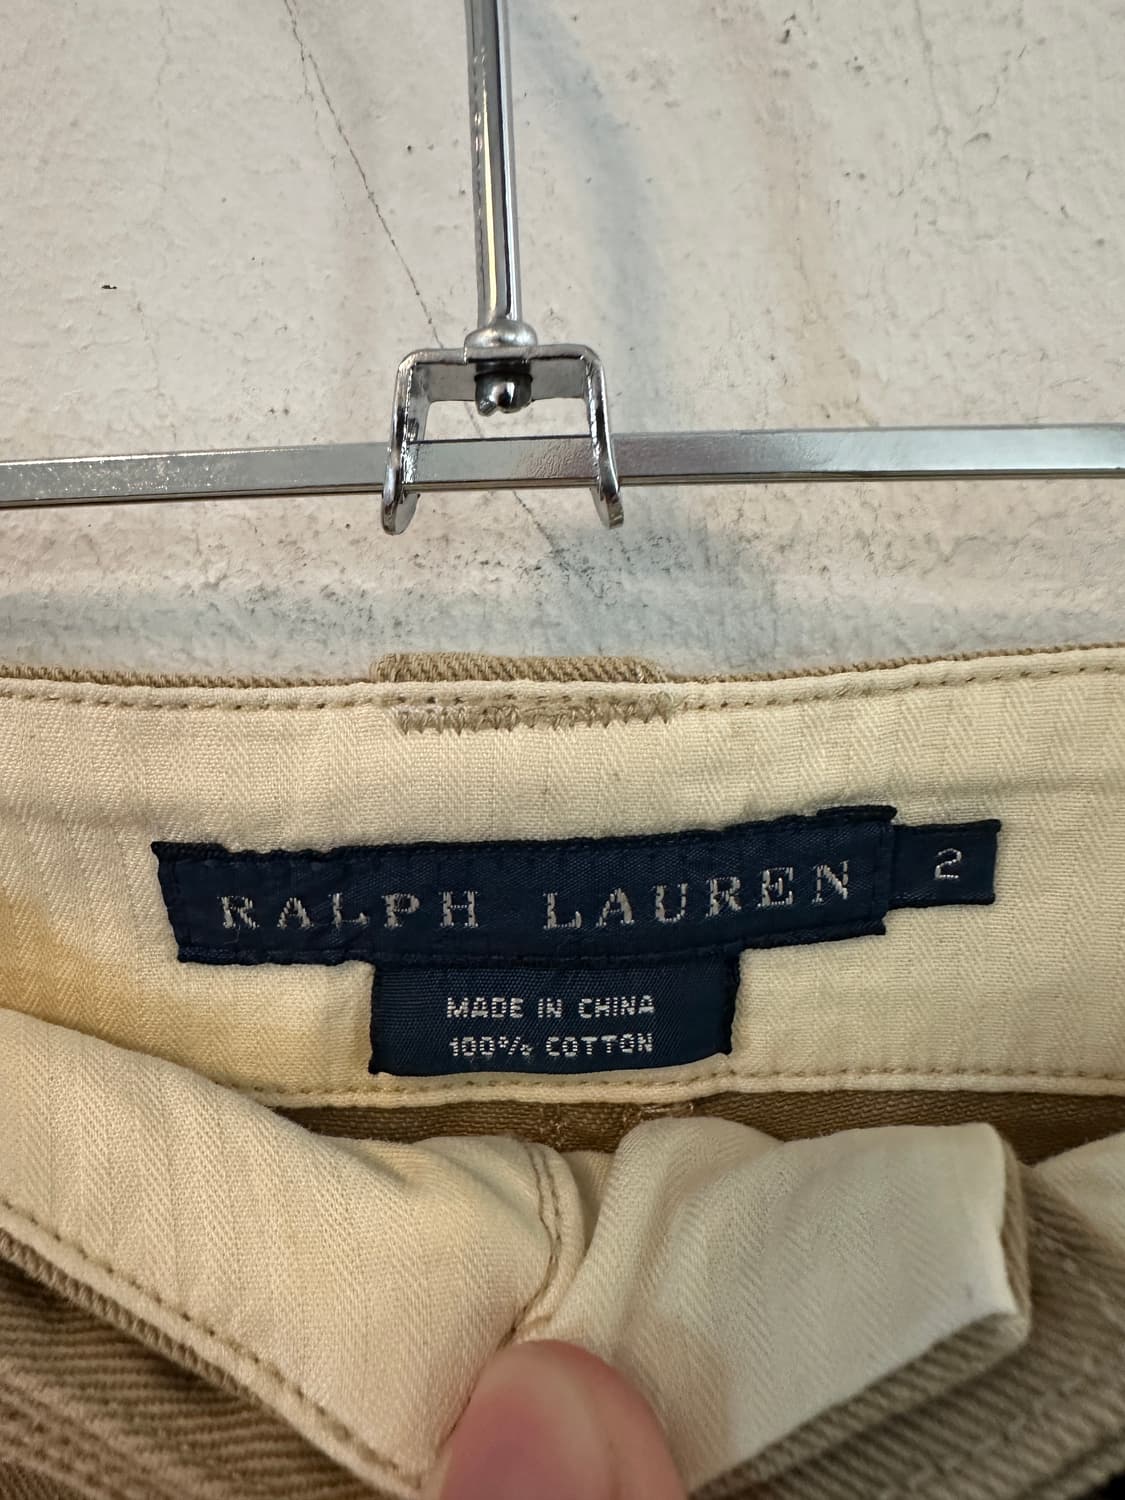 RALPH LAUREN 2
MADE IN CHINA
100% COTTON